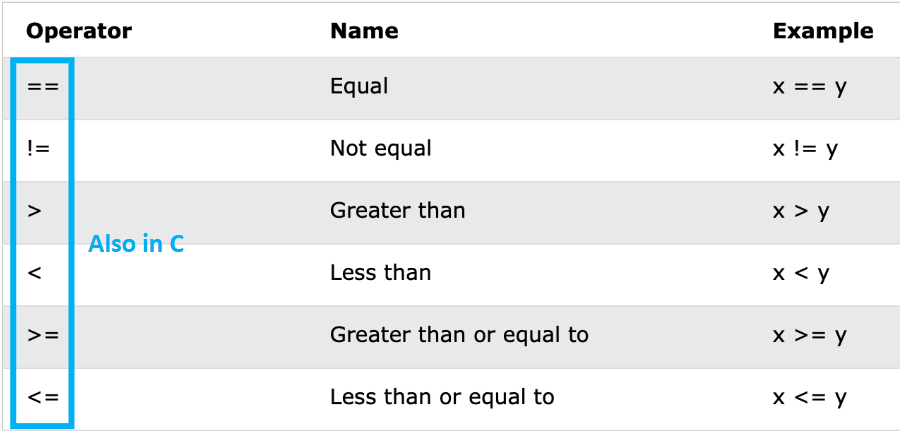 Operator Name Example
== Equal x == y
!= Not equal x != y
> Greater than x > y
Also in C
< Less than x < y
>= Greater than or equal to x >= y
<= Less than or equal to x <= y